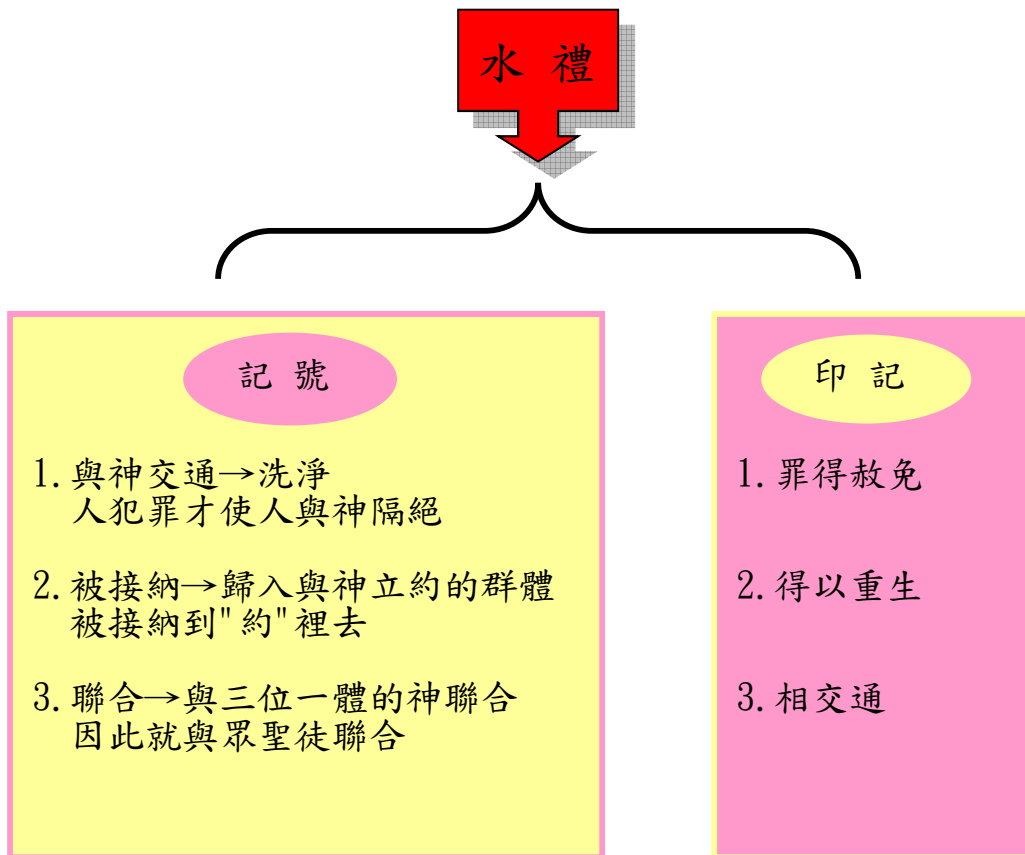 水 禮
記 號
1.與神交通→洗淨
人犯罪才使人與神隔絕
2.被接納→歸入與神立約的群體
被接納到"約"裡去
3.聯合→與三位一體的神聯合
因此就與眾聖徒聯合
印 記
1.罪得赦免
2.得以重生
3.相交通